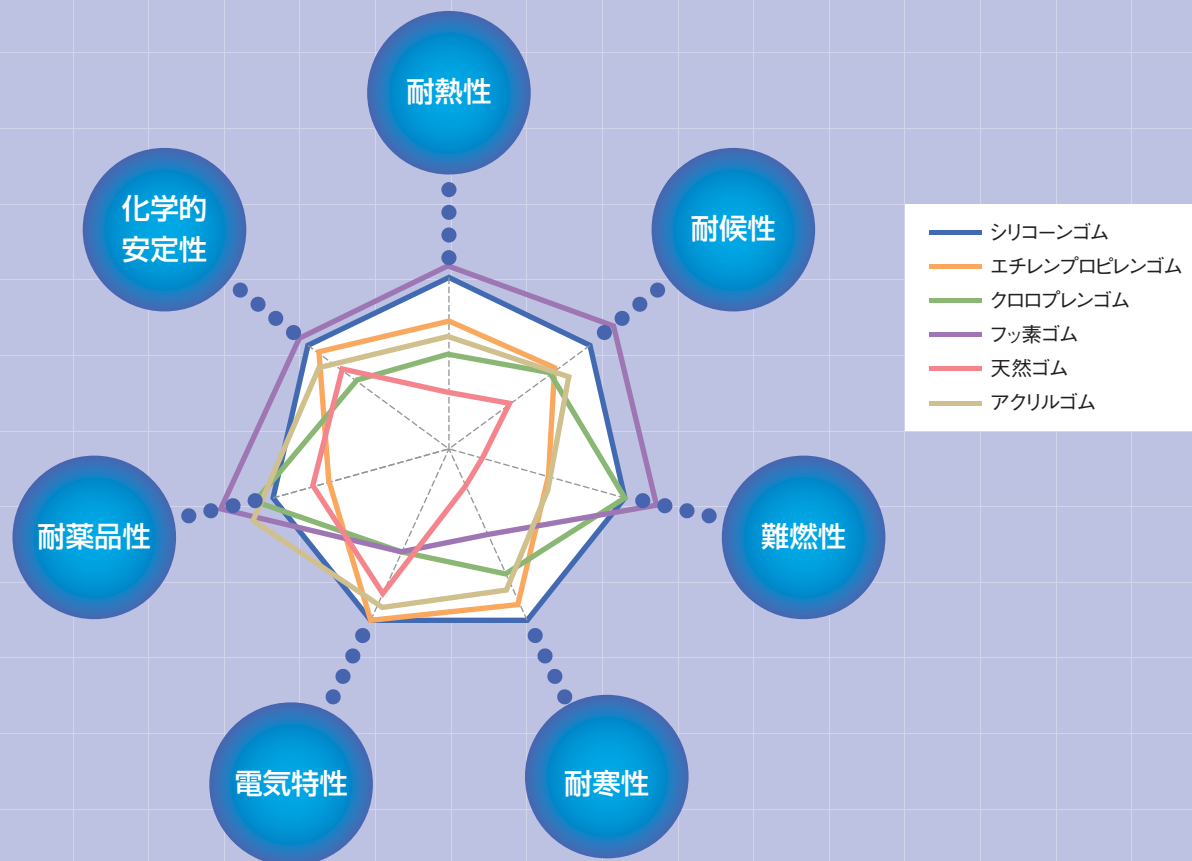 耐熱性
化学的
安定性
耐候性
耐薬品性
難燃性
電気特性
耐寒性
シリコーンゴム
エチレンプロピレンゴム
クロロプレンゴム
フッ素ゴム
天然ゴム
アクリルゴム